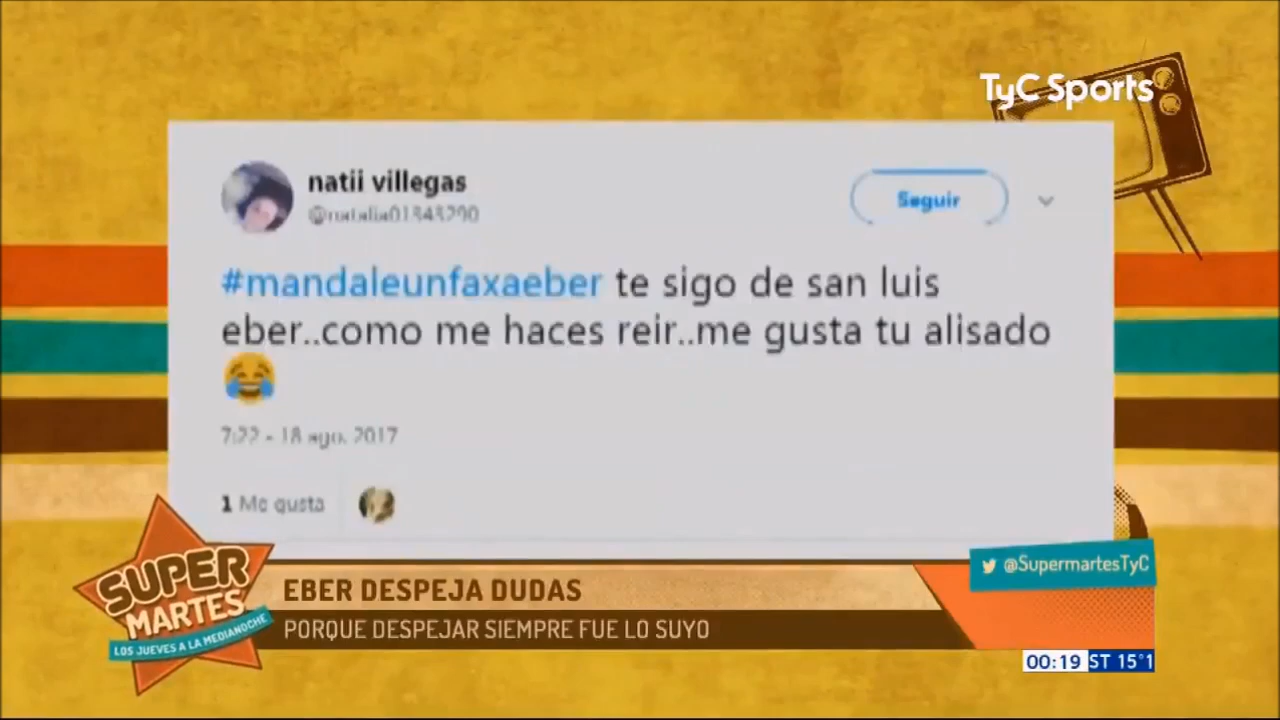 TyC Sports
natii villegas
@natalia01343290
Seguir
#mandaleunfaxaeber te sigo de san luis
eber..como me haces reir..me gusta tu alisado
😂
7:22 - 18 ago. 2017
1 Me gusta
SUPER
MARTES
LOS JUEVES A LA MEDIANOCHE
EBER DESPEJA DUDAS
PORQUE DESPEJAR SIEMPRE FUE LO SUYO
@SupermartesTyC
00:19 ST 15°1